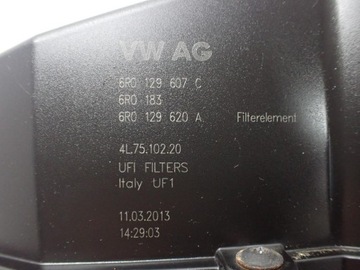 VW AG
6R0 129 607 C
6R0 183
6R0 129 620 A Filterelement
4L.75.102.20
UFI FILTERS
Italy UF1
11.03.2013
14:29:03